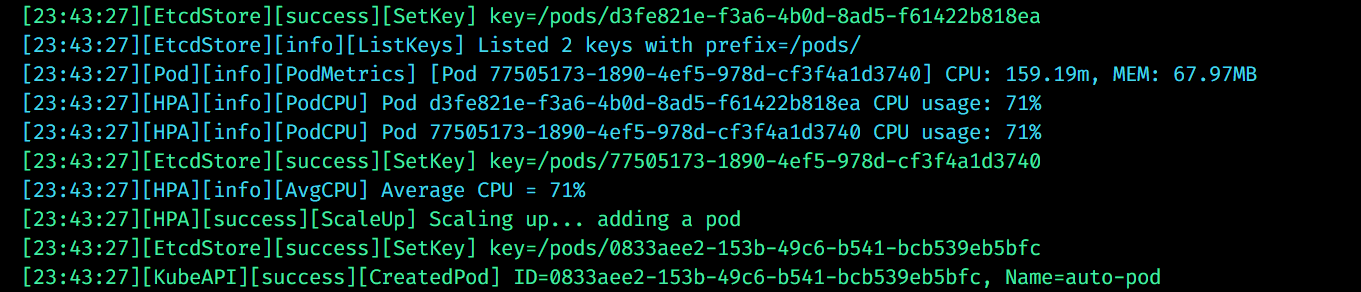 [23:43:27][EtcdStore][success][SetKey] key=/pods/d3fe821e-f3a6-4b0d-8ad5-f61422b818ea
[23:43:27][EtcdStore][info][ListKeys] Listed 2 keys with prefix=/pods/
[23:43:27][Pod][info][PodMetrics] [Pod 77505173-1890-4ef5-978d-cf3f4a1d3740] CPU: 159.19m, MEM: 67.97MB
[23:43:27][HPA][info][PodCPU] Pod d3fe821e-f3a6-4b0d-8ad5-f61422b818ea CPU usage: 71%
[23:43:27][HPA][info][PodCPU] Pod 77505173-1890-4ef5-978d-cf3f4a1d3740 CPU usage: 71%
[23:43:27][EtcdStore][success][SetKey] key=/pods/77505173-1890-4ef5-978d-cf3f4a1d3740
[23:43:27][HPA][info][AvgCPU] Average CPU = 71%
[23:43:27][HPA][success][ScaleUp] Scaling up... adding a pod
[23:43:27][EtcdStore][success][SetKey] key=/pods/0833aee2-153b-49c6-b541-bcb539eb5bfc
[23:43:27][KubeAPI][success][CreatedPod] ID=0833aee2-153b-49c6-b541-bcb539eb5bfc, Name=auto-pod